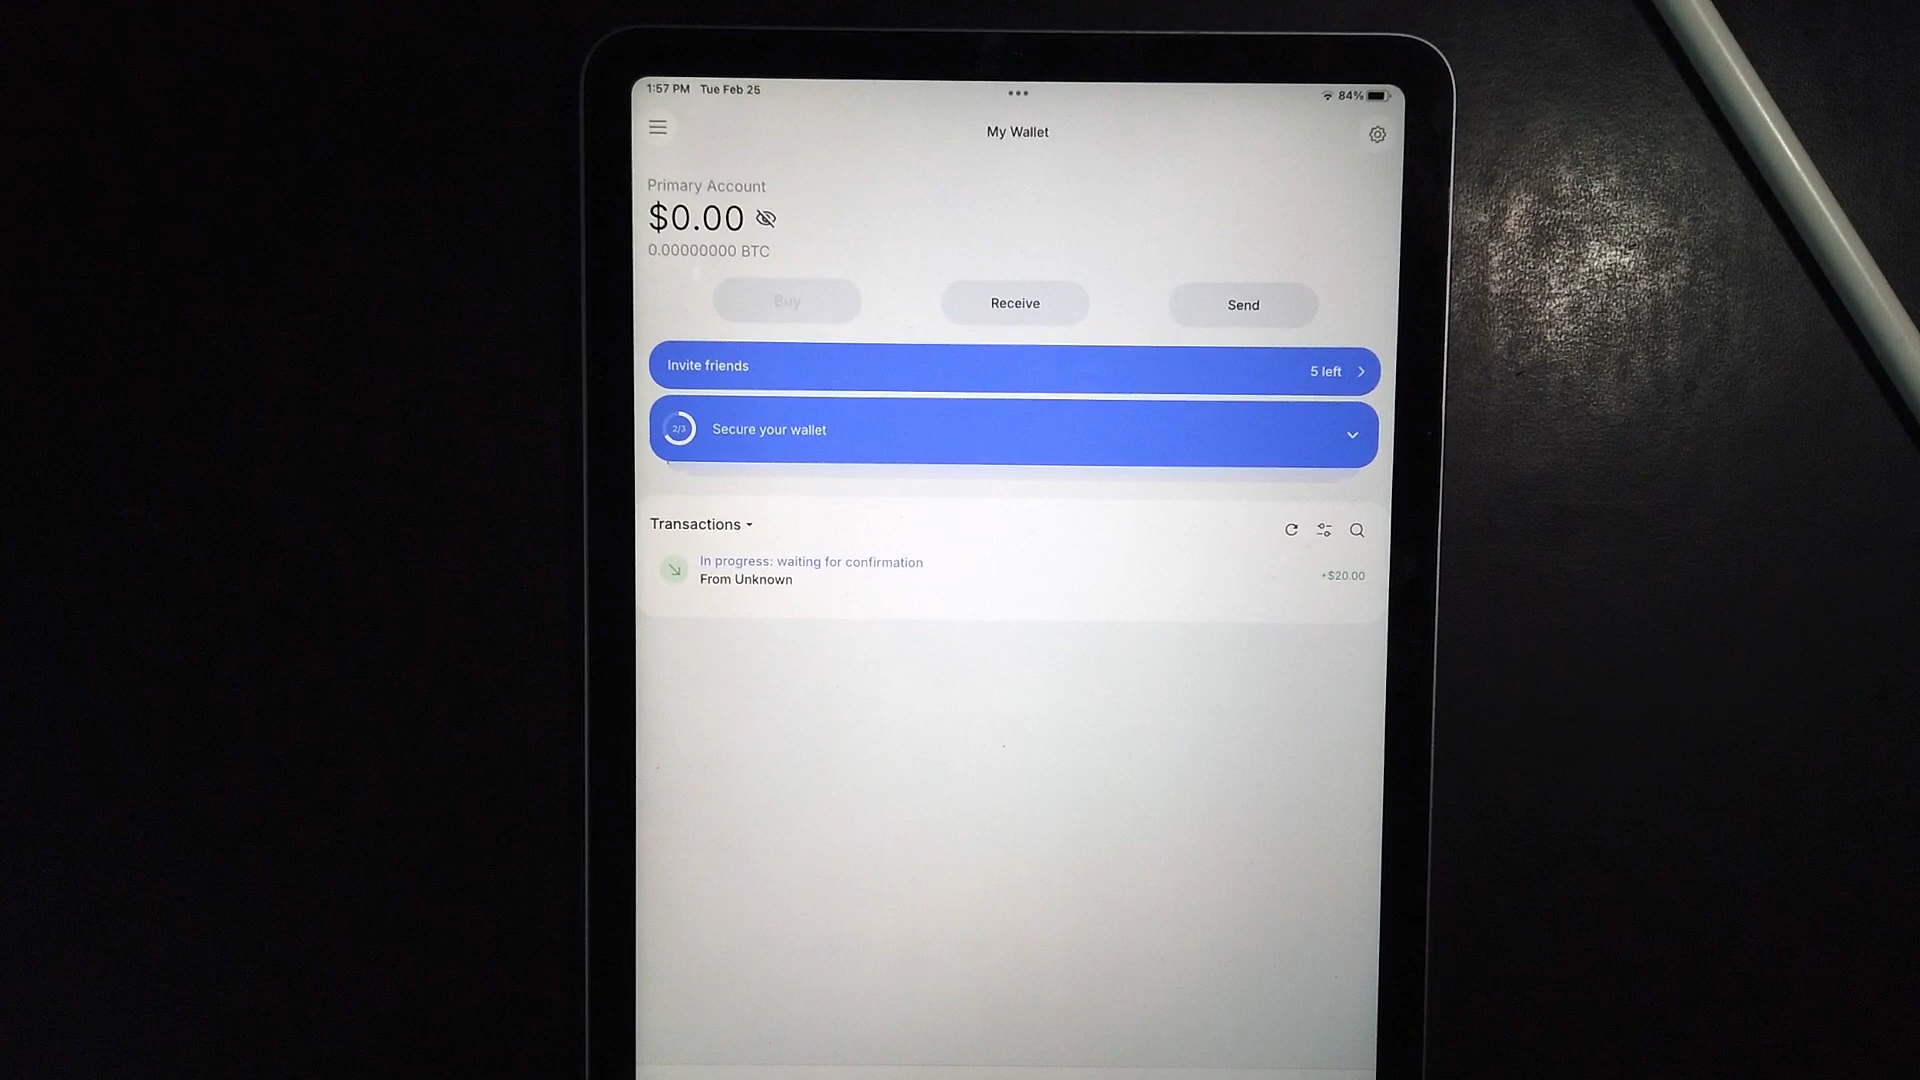 1:57 PM Tue Feb 25
84%
My Wallet
Primary Account
$0.00
0.00000000 BTC
Buy
Receive
Send
Invite friends
5 left
2/3
Secure your wallet
Transactions
In progress: waiting for confirmation
From Unknown
+$20.00